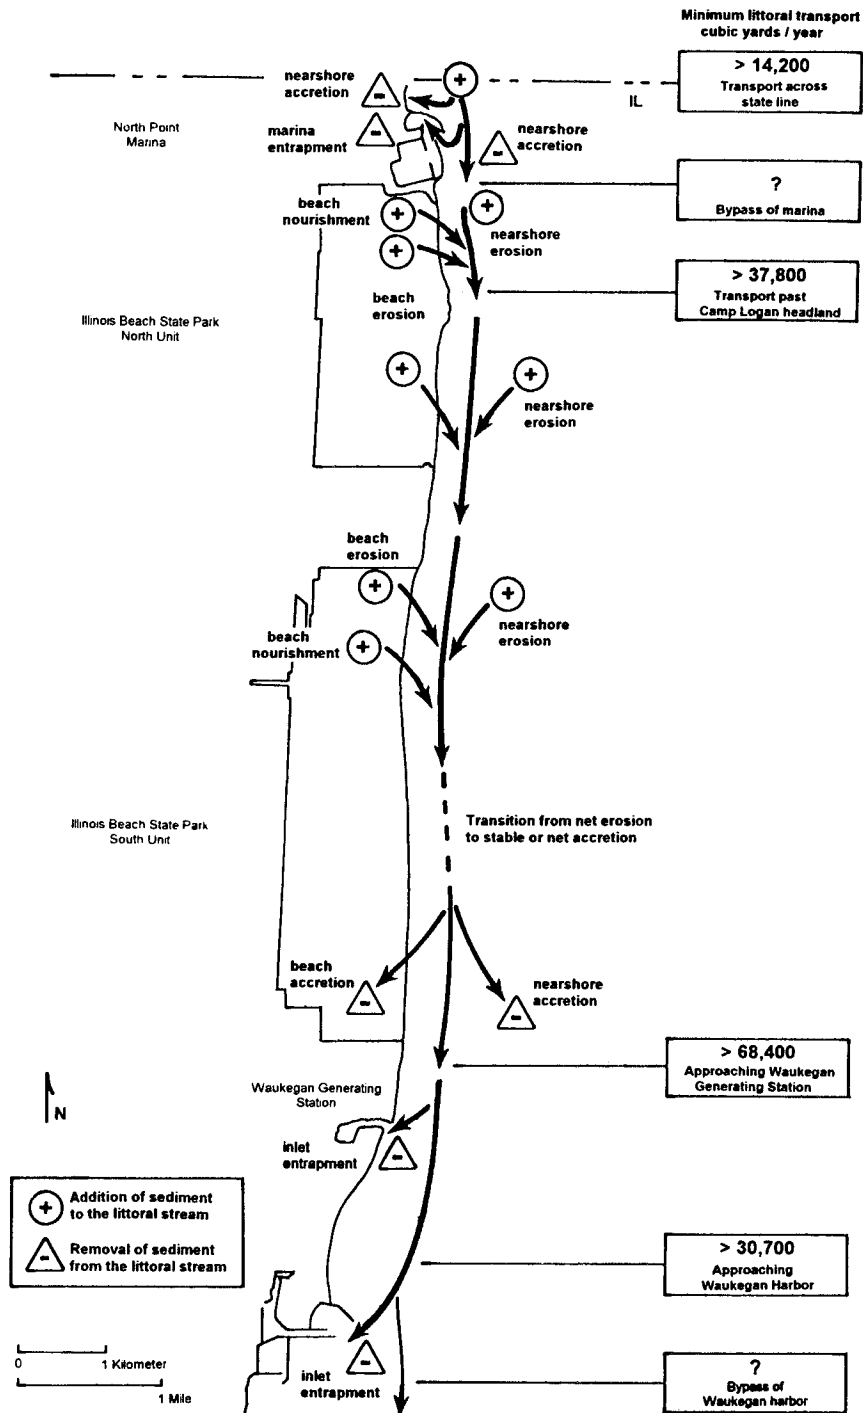 Minimum littoral transport
cubic yards / year
> 14,200
Transport across
state line
nearshore
accretion
+
-
IL
North Point
Marina
marina
entrapment
-
nearshore
accretion
-
?
Bypass of marina
beach
nourishment
+
+
+
nearshore
erosion
> 37,800
Transport past
Camp Logan headland
beach
erosion
Illinois Beach State Park
North Unit
+
+
nearshore
erosion
beach
erosion
+
+
nearshore
erosion
beach
nourishment
+
Transition from net erosion
to stable or net accretion
Illinois Beach State Park
South Unit
beach
accretion
-
nearshore
accretion
-
> 68,400
Approaching Waukegan
Generating Station
Waukegan Generating
Station
N
inlet
entrapment
-
+
Addition of sediment
to the littoral stream
-
Removal of sediment
from the littoral stream
> 30,700
Approaching
Waukegan Harbor
0
1 Kilometer
1 Mile
inlet
entrapment
-
?
Bypass of
Waukegan harbor